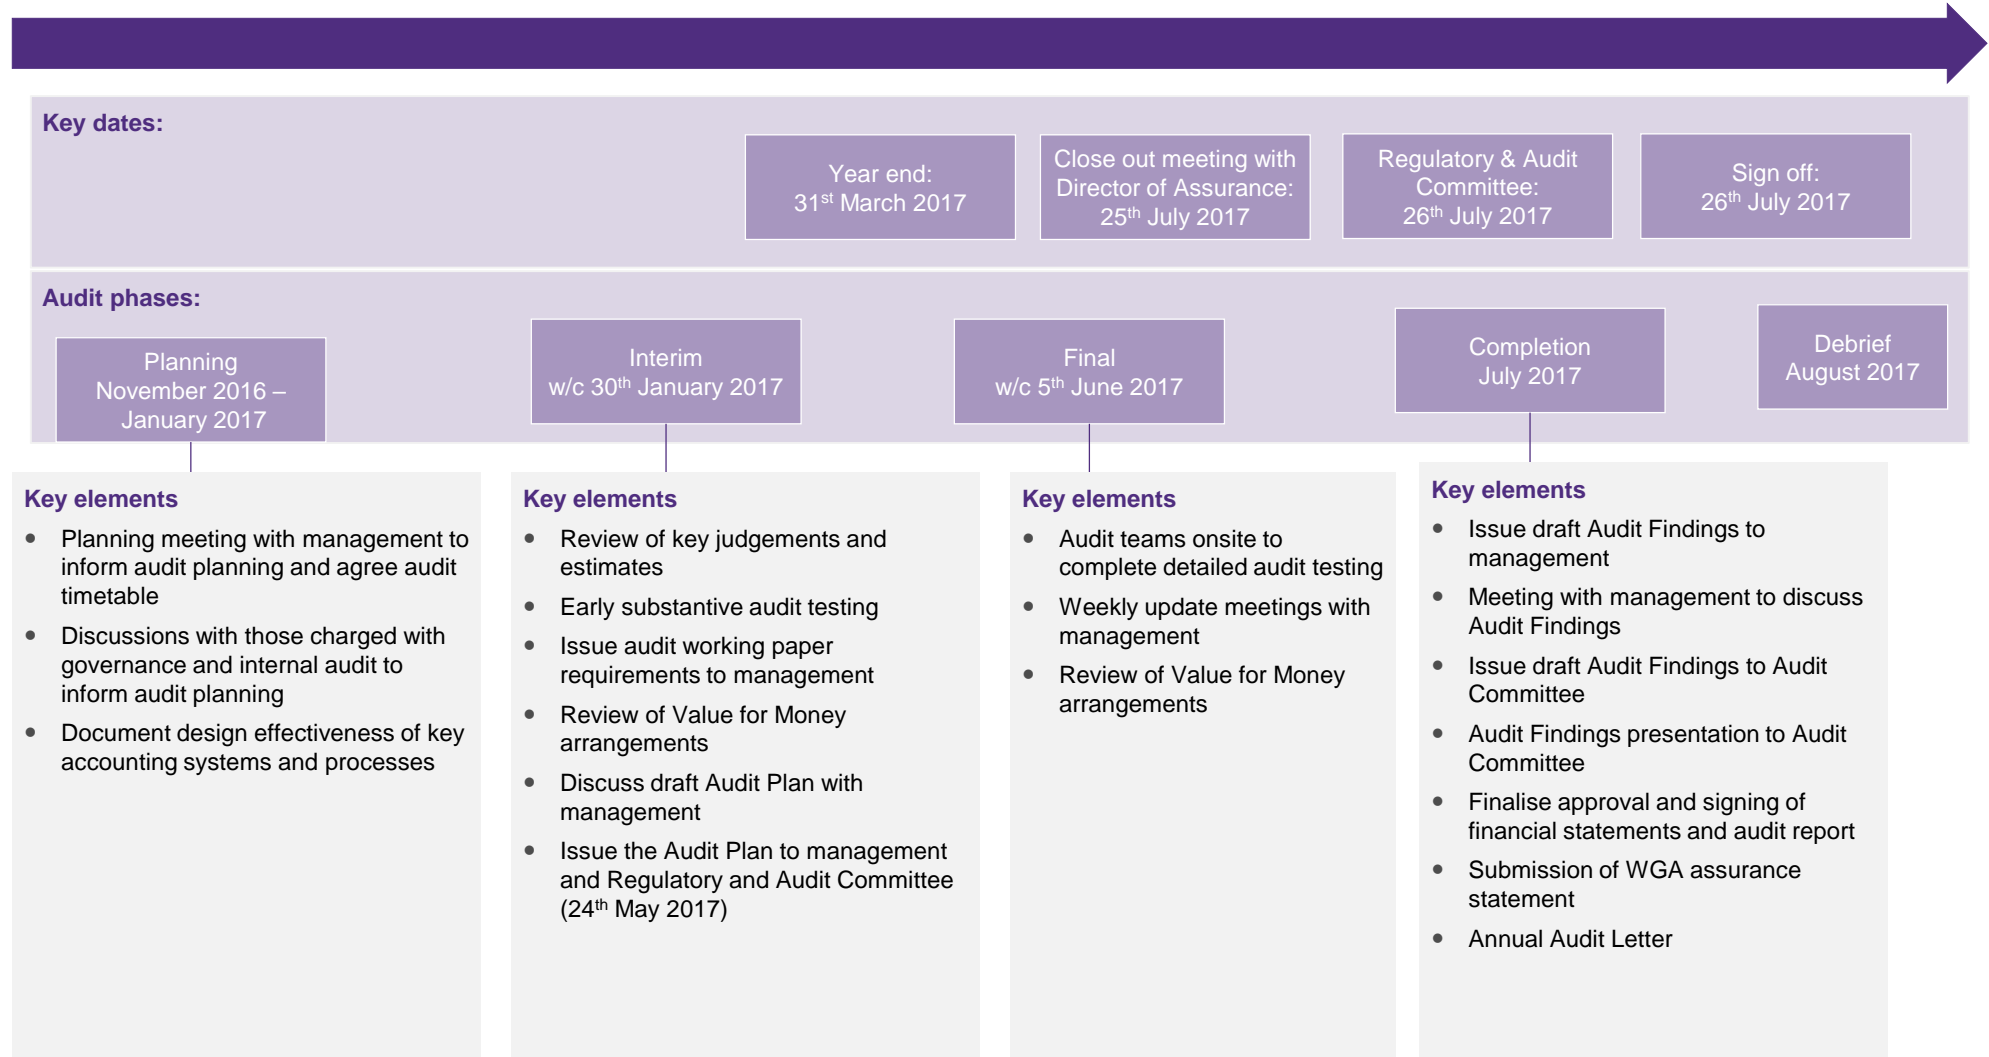 Key dates:
Year end:
31st March 2017
Close out meeting with
Director of Assurance:
25th July 2017
Regulatory & Audit
Committee:
26th July 2017
Sign off:
26th July 2017
Audit phases:
Planning
November 2016 –
January 2017
Interim
w/c 30th January 2017
Final
w/c 5th June 2017
Completion
July 2017
Debrief
August 2017
Key elements
• Planning meeting with management to
inform audit planning and agree audit
timetable
• Discussions with those charged with
governance and internal audit to
inform audit planning
• Document design effectiveness of key
accounting systems and processes
Key elements
• Review of key judgements and
estimates
• Early substantive audit testing
• Issue audit working paper
requirements to management
• Review of Value for Money
arrangements
• Discuss draft Audit Plan with
management
• Issue the Audit Plan to management
and Regulatory and Audit Committee
(24th May 2017)
Key elements
• Audit teams onsite to
complete detailed audit testing
• Weekly update meetings with
management
• Review of Value for Money
arrangements
Key elements
• Issue draft Audit Findings to
management
• Meeting with management to discuss
Audit Findings
• Issue draft Audit Findings to Audit
Committee
• Audit Findings presentation to Audit
Committee
• Finalise approval and signing of
financial statements and audit report
• Submission of WGA assurance
statement
• Annual Audit Letter